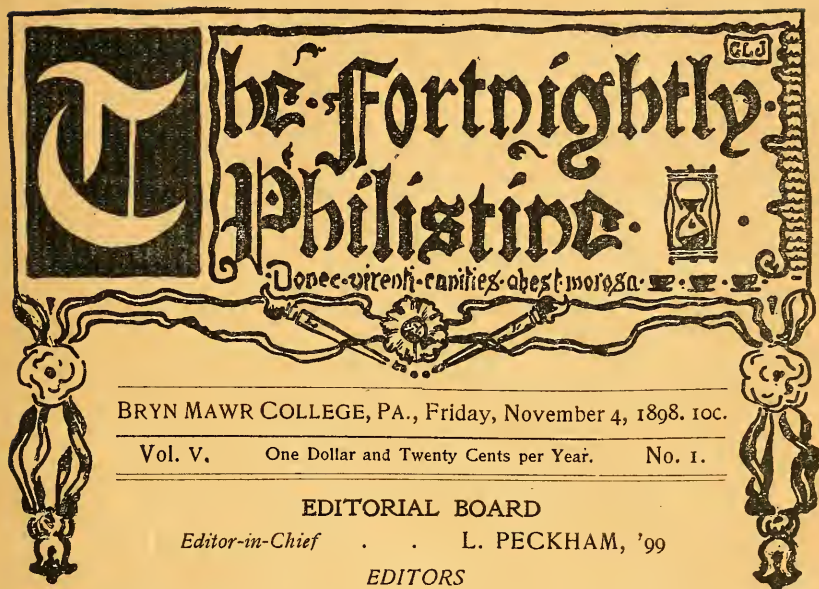 The · Fortnightly ·
Philistine ·
· Donec · virenti · canities · abest · morosa ·
GLJ
BRYN MAWR COLLEGE, PA., Friday, November 4, 1898. 10C.
Vol. V. One Dollar and Twenty Cents per Year. No. 1.
EDITORIAL BOARD
Editor-in-Chief . . L. PECKHAM, '99
EDITORS